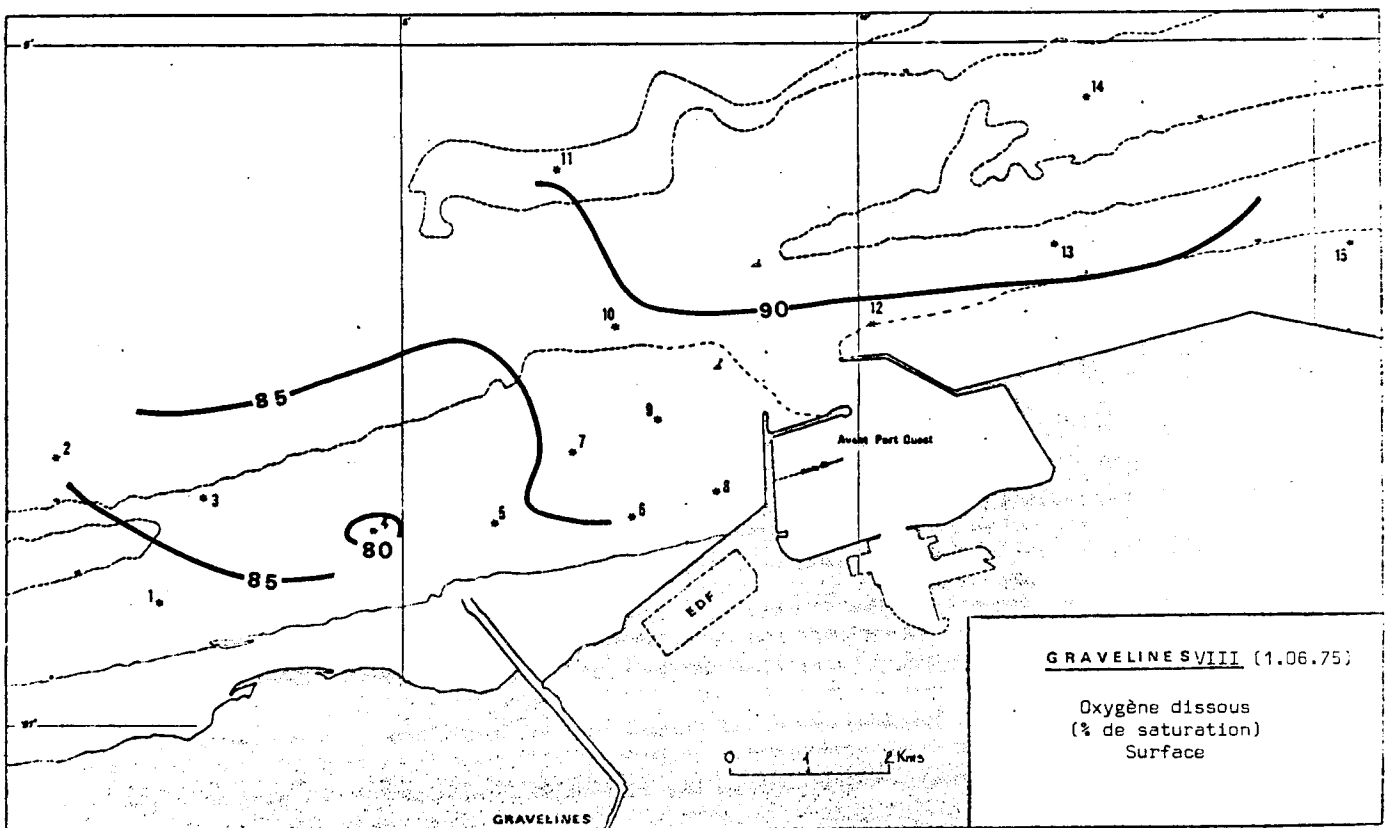 14
11
13
15
10
90
12
85
9
2
7
Avant Port Ouest
3
8
6
5
4
80
85
1
EDF
GRAVELINES VIII (1.06.75)
Oxygène dissous
(% de saturation)
Surface
0 1 2 Kms
GRAVELINES